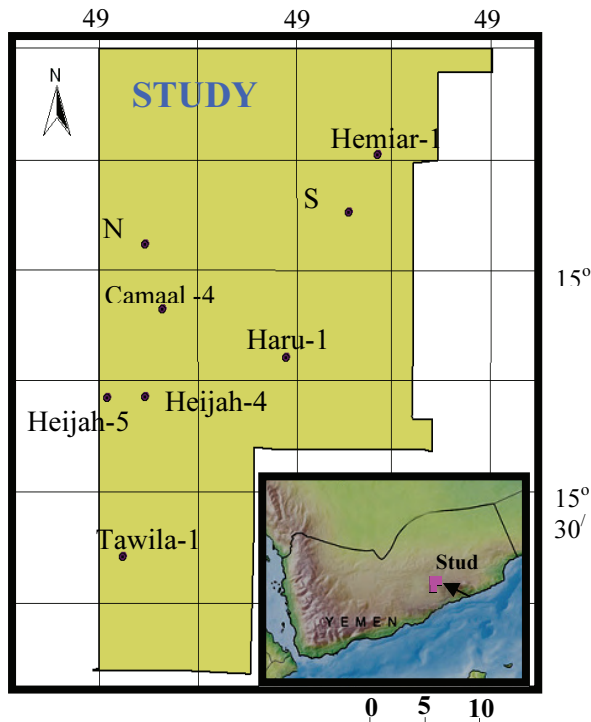 49 49 49
N
STUDY
Hemiar-1
S
N
15o
Camaal -4
Haru-1
Heijah-4
Heijah-5
15o
30/
Tawila-1
Stud
YEMEN
0 5 10